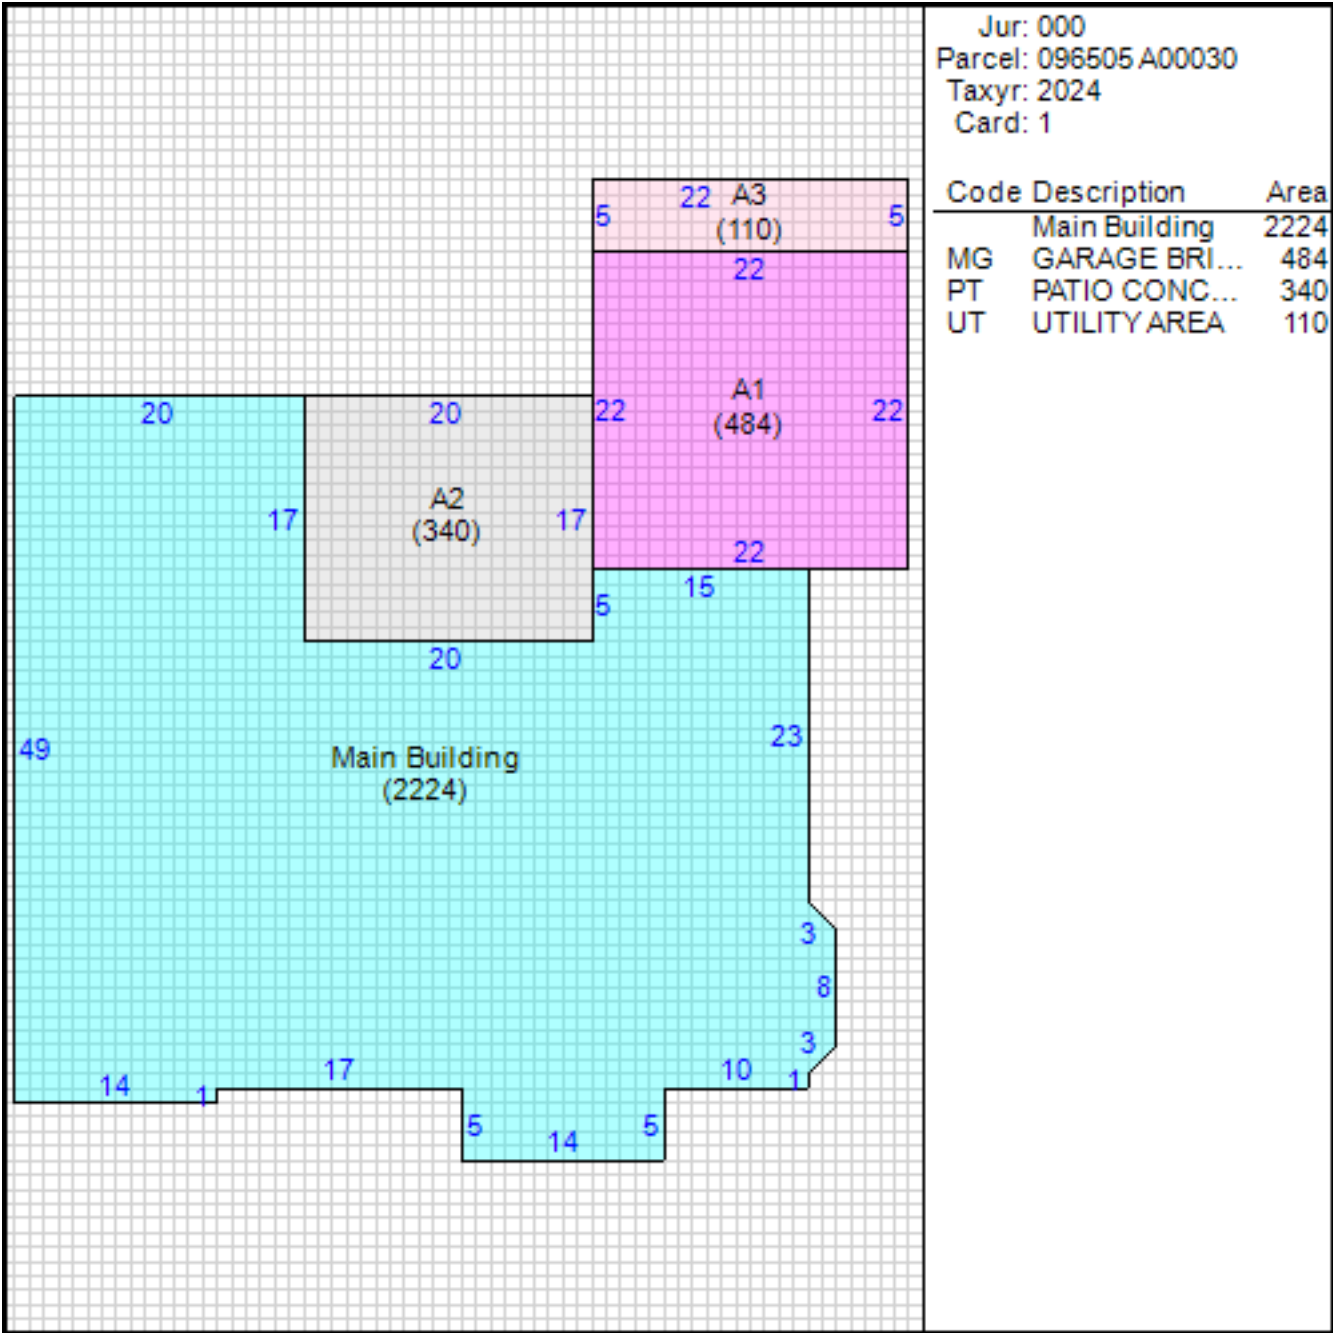 Jur: 000
Parcel: 096505 A00030
Taxyr: 2024
Card: 1
Code Description Area
Main Building 2224
MG GARAGE BRI... 484
PT PATIO CONC... 340
UT UTILITY AREA 110
22 A3
5 (110) 5
22
A1
22 (484) 22
22
20 20
A2
17 (340) 17
15
5
20
49
Main Building
(2224)
23
3
8
3
1
14 1 17 10
5 14 5